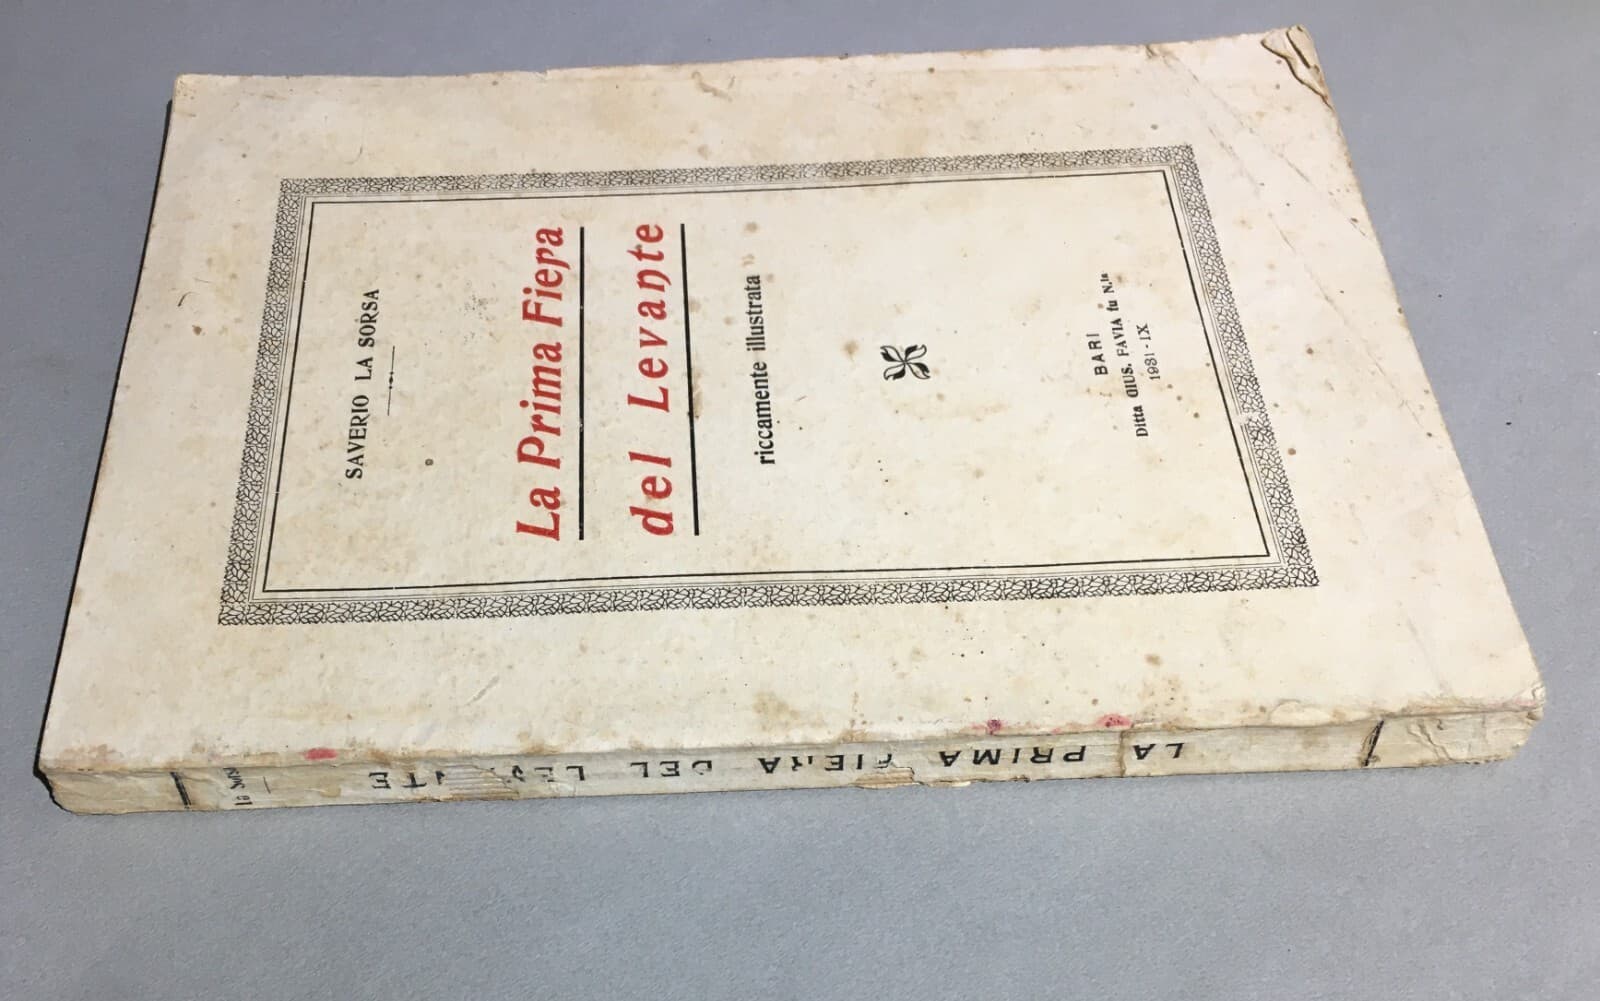 SAVERIO LA SORSA
La Prima Fiera
del Levante
riccamente illustrata
BARI
Ditta GIUS. FAVIA fu N.la
1931-IX
LA PRIMA FIERA DEL LEVANTE